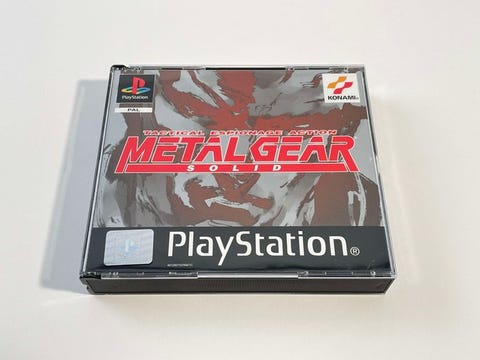 PlayStation
PAL
KONAMI
TACTICAL ESPIONAGE ACTION
METAL GEAR
SOLID
PlayStation®